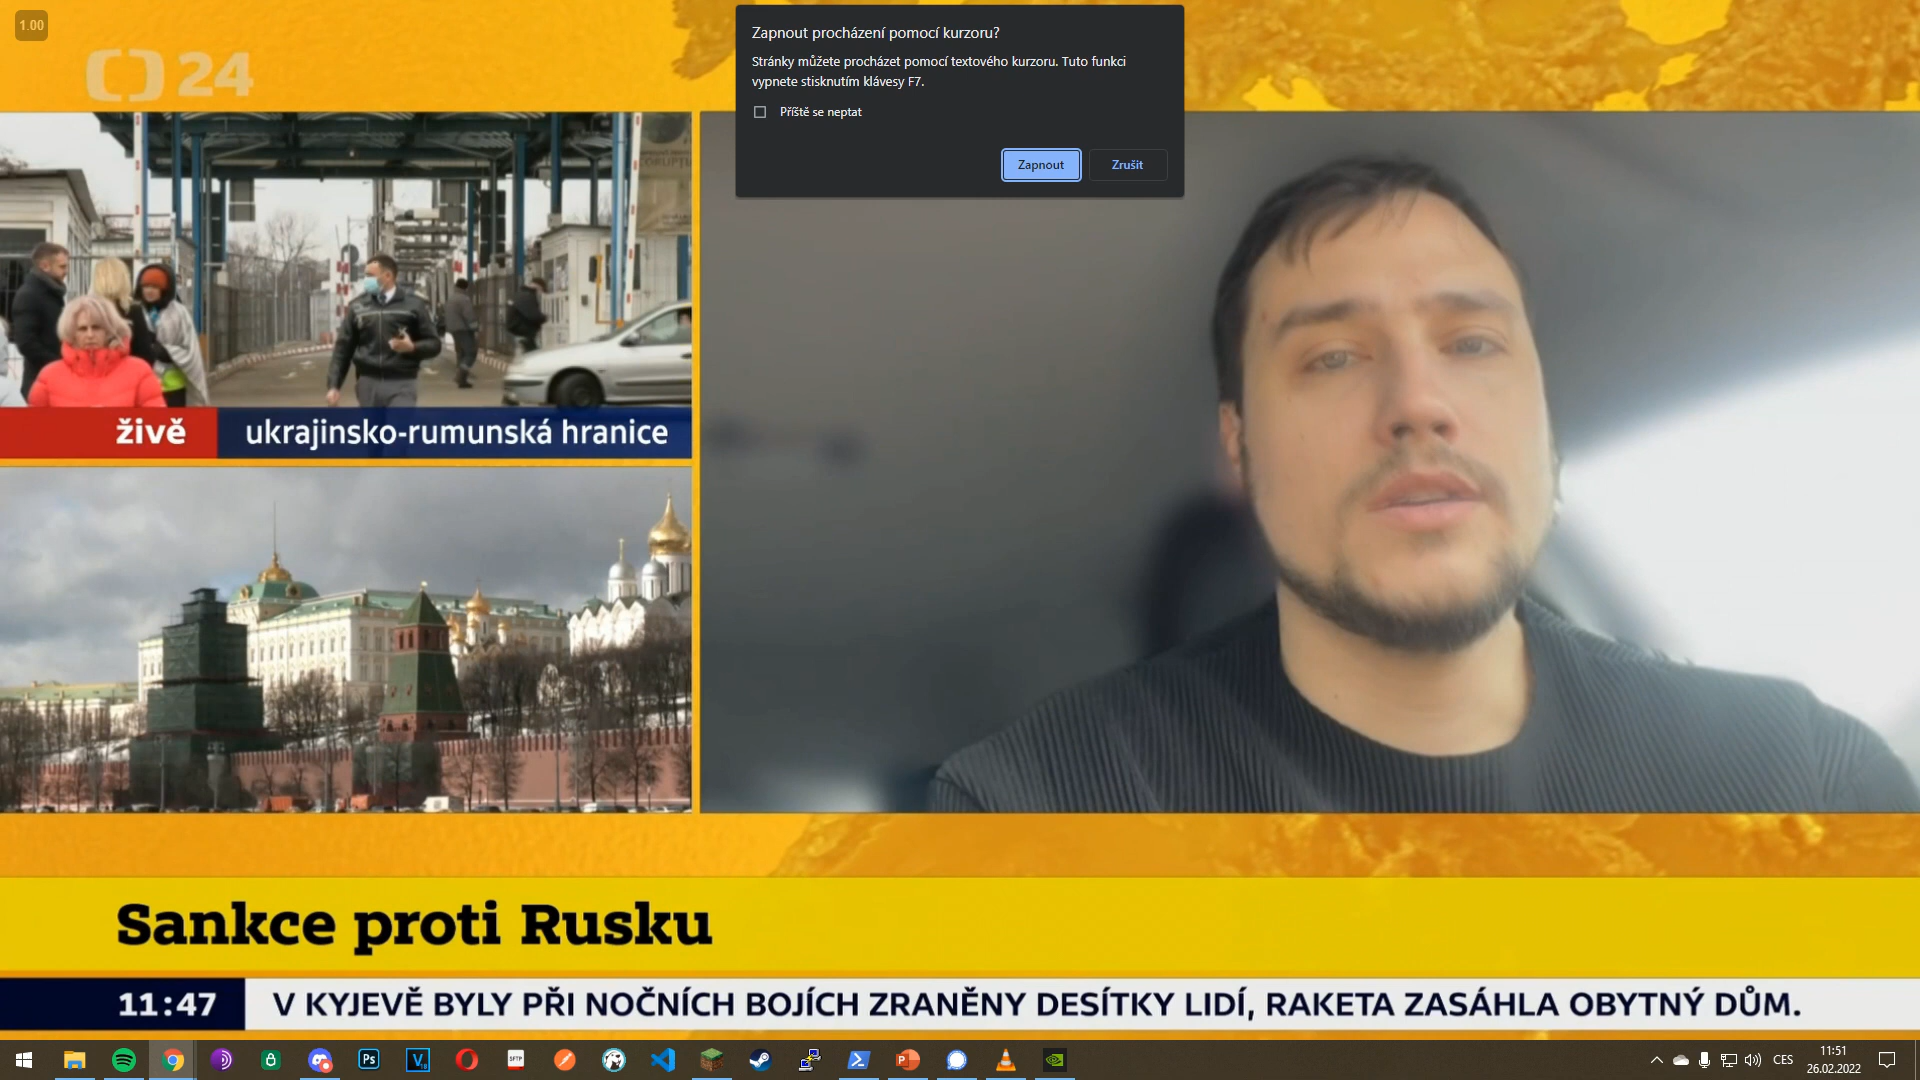 1.00
24
Zapnout procházení pomocí kurzoru?
Stránky můžete procházet pomocí textového kurzoru. Tuto funkci
vypnete stisknutím klávesy F7.
Příště se neptat
Zapnout
Zrušit
živě
ukrajinsko-rumunská hranice
Sankce proti Rusku
11:47
V KYJEVĚ BYLY PŘI NOČNÍCH BOJÍCH ZRANĚNY DESÍTKY LIDÍ, RAKETA ZASÁHLA OBYTNÝ DŮM.
Ps
SFTP
CES
11:51
26.02.2022